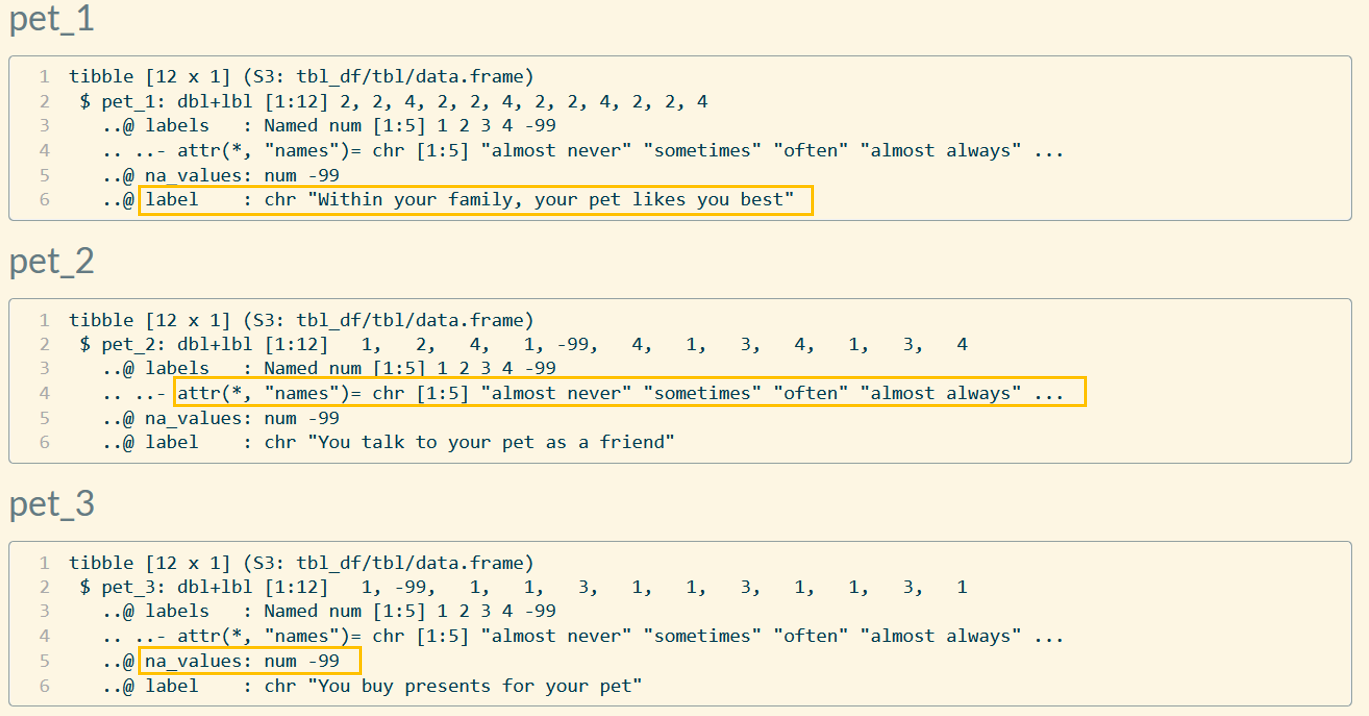 pet_1
1 tibble [12 x 1] (S3: tbl_df/tbl/data.frame)
2 $ pet_1: dbl+lbl [1:12] 2, 2, 4, 2, 2, 4, 2, 2, 4, 2, 2, 4
3 ..@ labels : Named num [1:5] 1 2 3 4 -99
4 .. ..- attr(*, "names")= chr [1:5] "almost never" "sometimes" "often" "almost always" ...
5 ..@ na_values: num -99
6 ..@ label : chr "Within your family, your pet likes you best"
pet_2
1 tibble [12 x 1] (S3: tbl_df/tbl/data.frame)
2 $ pet_2: dbl+lbl [1:12] 1, 2, 4, 1, -99, 4, 1, 3, 4, 1, 3, 4
3 ..@ labels : Named num [1:5] 1 2 3 4 -99
4 .. ..- attr(*, "names")= chr [1:5] "almost never" "sometimes" "often" "almost always" ...
5 ..@ na_values: num -99
6 ..@ label : chr "You talk to your pet as a friend"
pet_3
1 tibble [12 x 1] (S3: tbl_df/tbl/data.frame)
2 $ pet_3: dbl+lbl [1:12] 1, -99, 1, 1, 3, 1, 1, 3, 1, 1, 3, 1
3 ..@ labels : Named num [1:5] 1 2 3 4 -99
4 .. ..- attr(*, "names")= chr [1:5] "almost never" "sometimes" "often" "almost always" ...
5 ..@ na_values: num -99
6 ..@ label : chr "You buy presents for your pet"